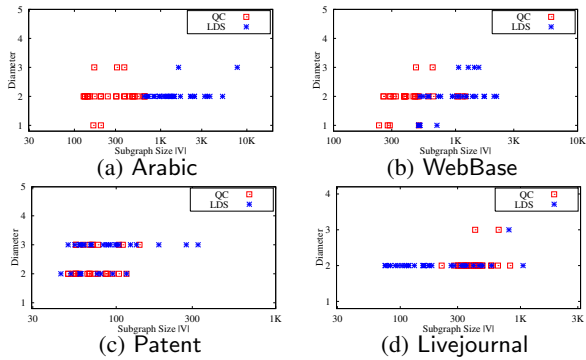 QC
LDS
Diameter
5
4
3
2
1
30 100 300 1K 3K 10K
Subgraph Size |V|
(a) Arabic
QC
LDS
Diameter
5
4
3
2
1
100 500 1K 2K 10K
Subgraph Size |V|
(b) WebBase
QC
LDS
Diameter
4
3
2
1
30 100 300 1K
Subgraph Size |V|
(c) Patent
QC
LDS
Diameter
4
3
2
1
30 100 300 1K 3K
Subgraph Size |V|
(d) Livejournal